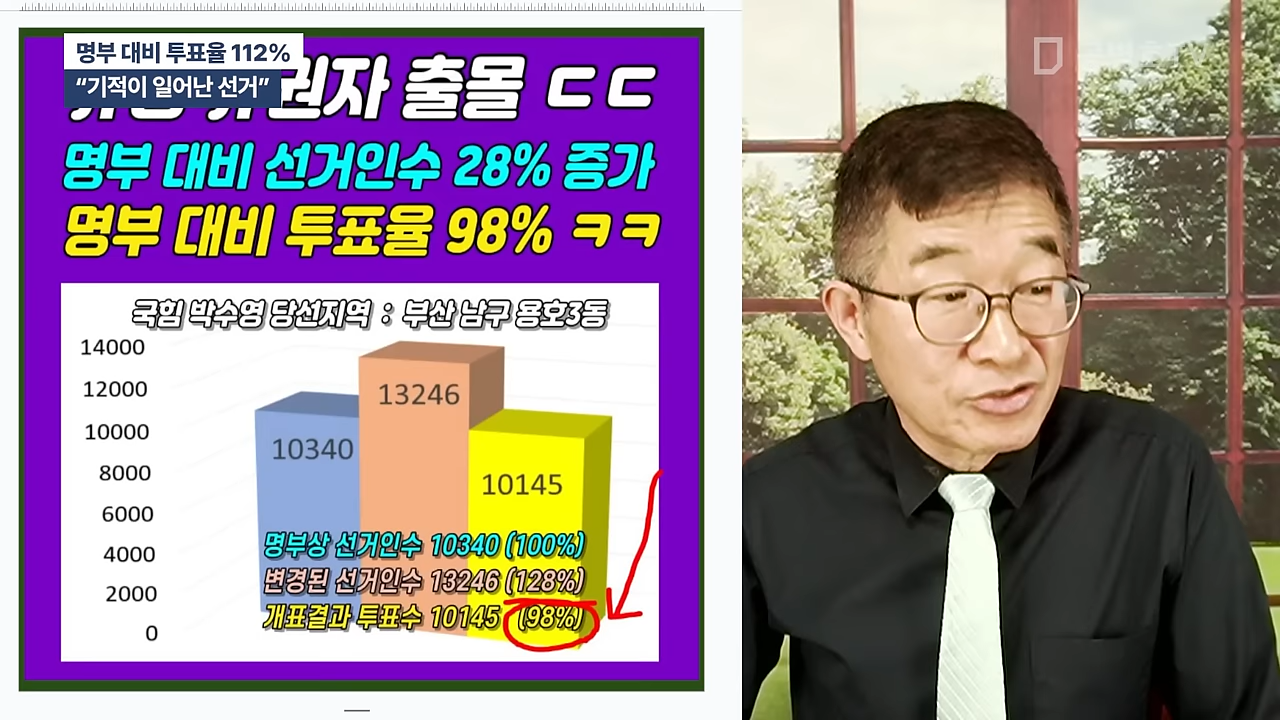 명부 대비 투표율 112%
“기적이 일어난 선거”
출몰 ㄷㄷ
명부 대비 선거인수 28% 증가
명부 대비 투표율 98% ㅋㅋ
국힘 박수영 당선지역 : 부산 남구 용호3동
14000
12000
10000
8000
6000
4000
2000
0
10340
13246
10145
명부상 선거인수 10340 (100%)
변경된 선거인수 13246 (128%)
개표결과 투표수 10145 (98%)